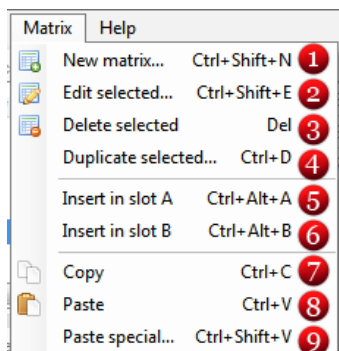 Matrix Help
New matrix... Ctrl+Shift+N 1
Edit selected... Ctrl+Shift+E 2
Delete selected Del 3
Duplicate selected... Ctrl+D 4
Insert in slot A Ctrl+Alt+A 5
Insert in slot B Ctrl+Alt+B 6
Copy Ctrl+C 7
Paste Ctrl+V 8
Paste special... Ctrl+Shift+V 9